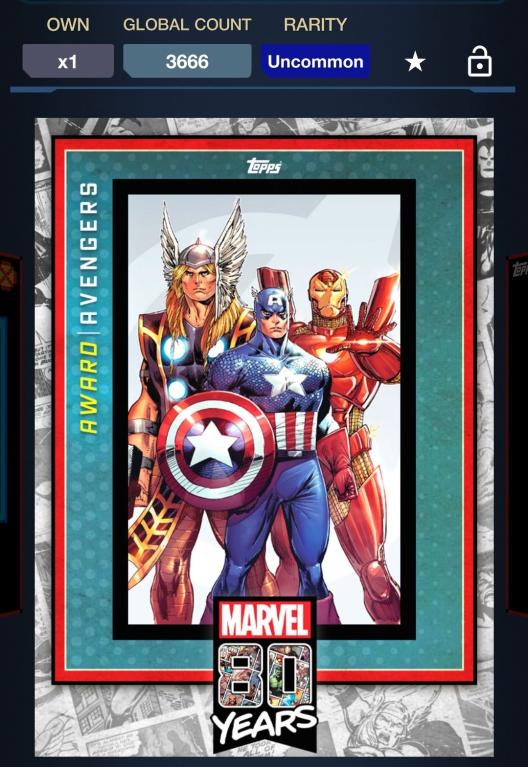 OWN GLOBAL COUNT RARITY
x1 3666 Uncommon
Topps
AWARD | AVENGERS
A
MARVEL
80
YEARS